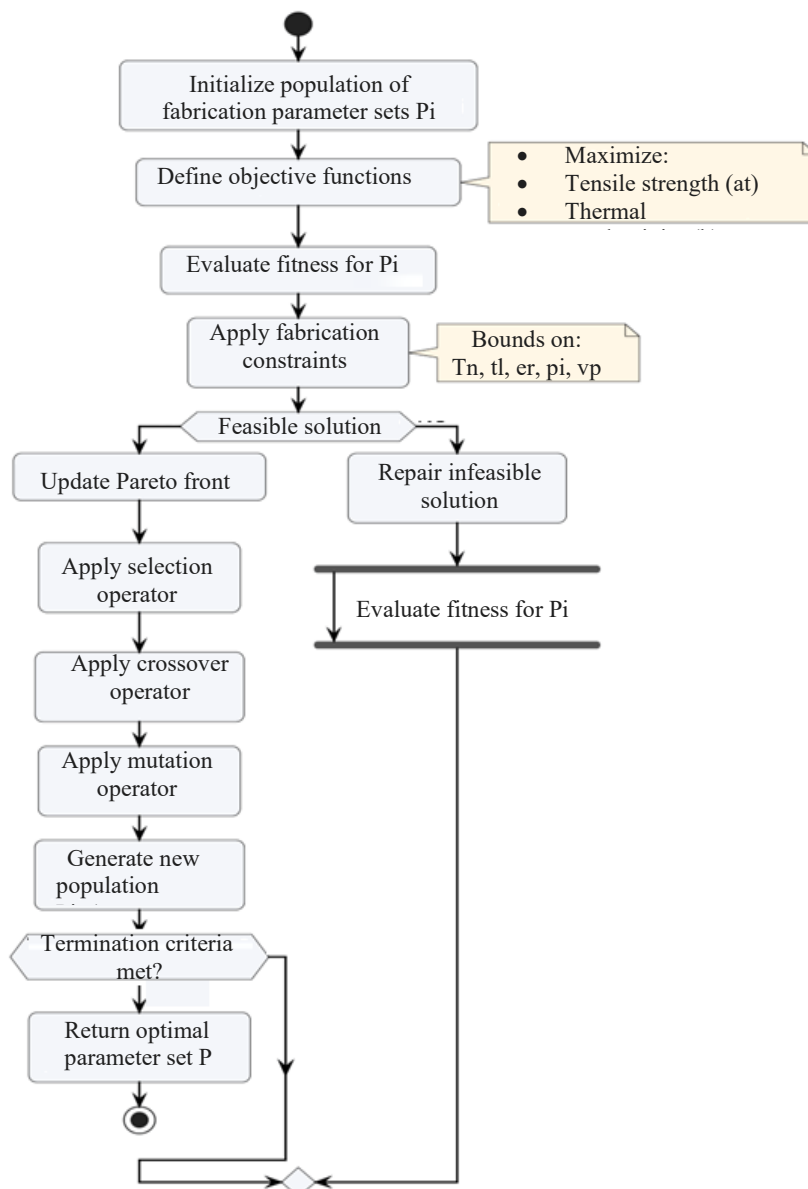 Initialize population of
fabrication parameter sets Pi
Define objective functions
• Maximize:
• Tensile strength (at)
• Thermal
Evaluate fitness for Pi
Apply fabrication
constraints
Bounds on:
Tn, tl, er, pi, vp
Feasible solution
Update Pareto front
Repair infeasible
solution
Apply selection
operator
Evaluate fitness for Pi
Apply crossover
operator
Apply mutation
operator
Generate new
population
Termination criteria
met?
Return optimal
parameter set P